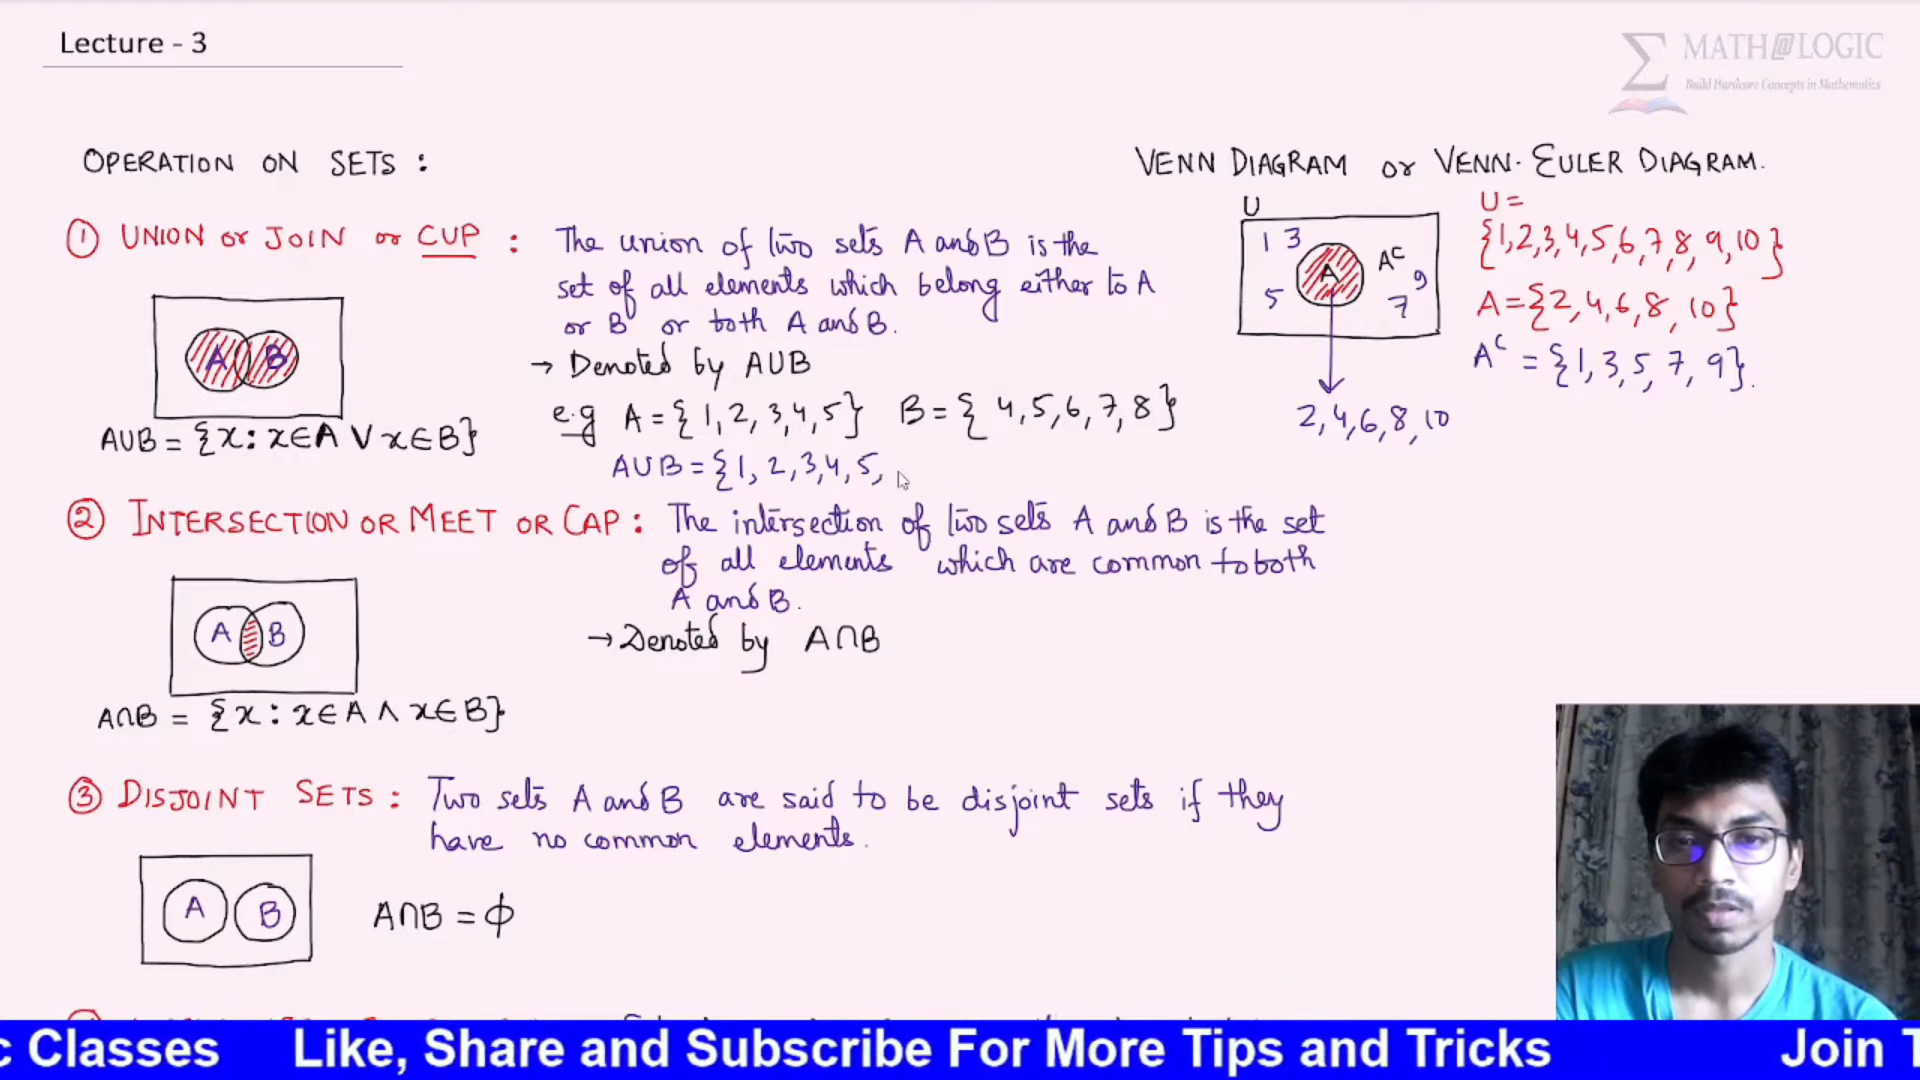 Lecture - 3
MATH@LOGIC
Build Hardcore Concepts in Mathematics
OPERATION ON SETS :
① UNION or JOIN or CUP :
The union of two sets A and B is the
set of all elements which belong either to A
or B or both A and B.
→ Denoted by A∪B
e.g A = {1, 2, 3, 4, 5} B = {4, 5, 6, 7, 8}
A∪B = {1, 2, 3, 4, 5,
A B
A∪B = {x : x∈A ∨ x∈B}
VENN DIAGRAM or VENN-EULER DIAGRAM.
U
1 3
A
Aᶜ
9
5
7
2, 4, 6, 8, 10
U =
{1, 2, 3, 4, 5, 6, 7, 8, 9, 10}
A = {2, 4, 6, 8, 10}
Aᶜ = {1, 3, 5, 7, 9}.
② INTERSECTION OR MEET OR CAP :
The intersection of two sets A and B is the set
of all elements which are common to both
A and B.
→ Denoted by A∩B
A B
A∩B = {x : x∈A ∧ x∈B}
③ DISJOINT SETS :
Two sets A and B are said to be disjoint sets if they
have no common elements.
A B
A∩B = ϕ
c Classes Like, Share and Subscribe For More Tips and Tricks Join T